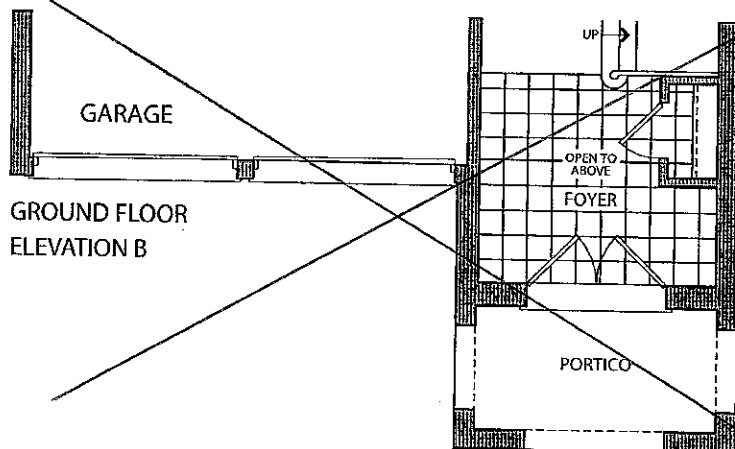 UP
GARAGE
OPEN TO
ABOVE
FOYER
GROUND FLOOR
ELEVATION B
PORTICO